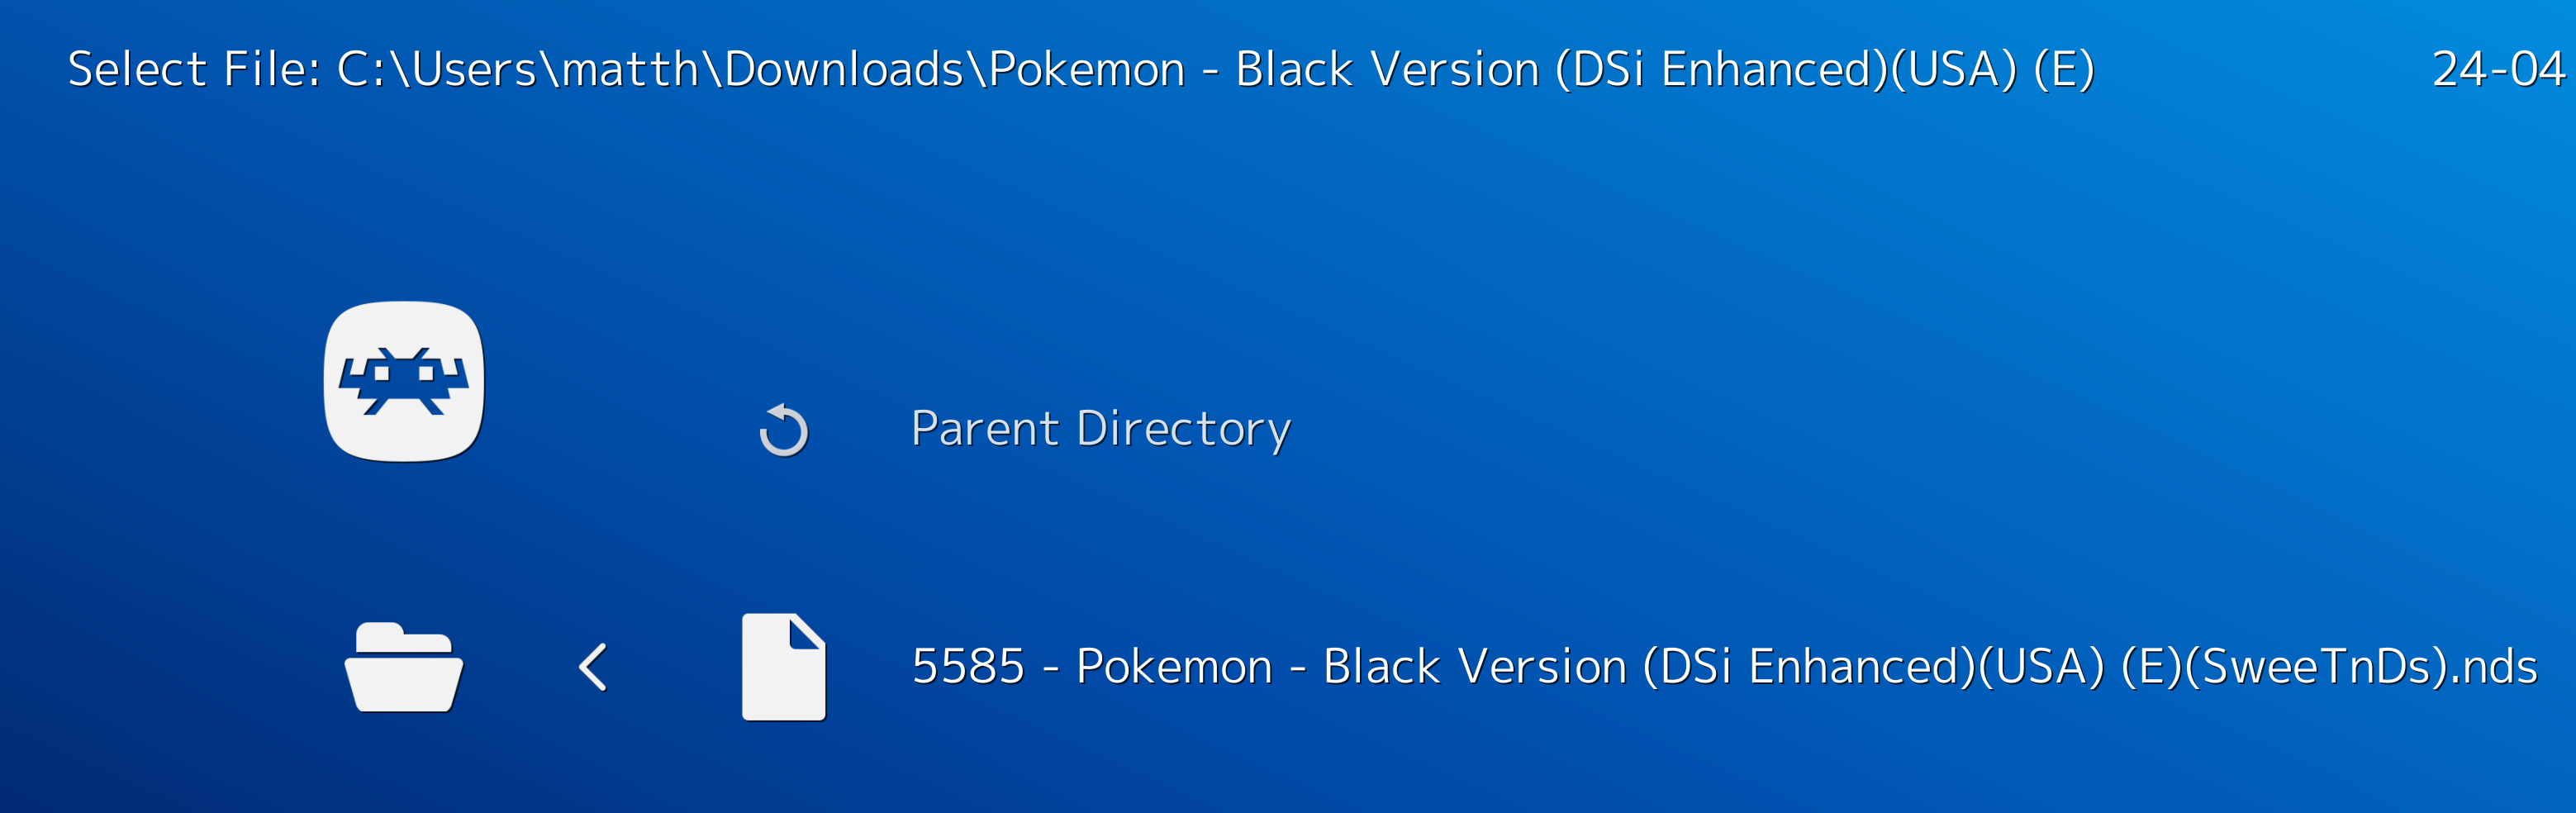 Select File: C:\Users\matth\Downloads\Pokemon - Black Version (DSi Enhanced)(USA) (E) 24-04
Parent Directory
5585 - Pokemon - Black Version (DSi Enhanced)(USA) (E)(SweeTnDs).nds